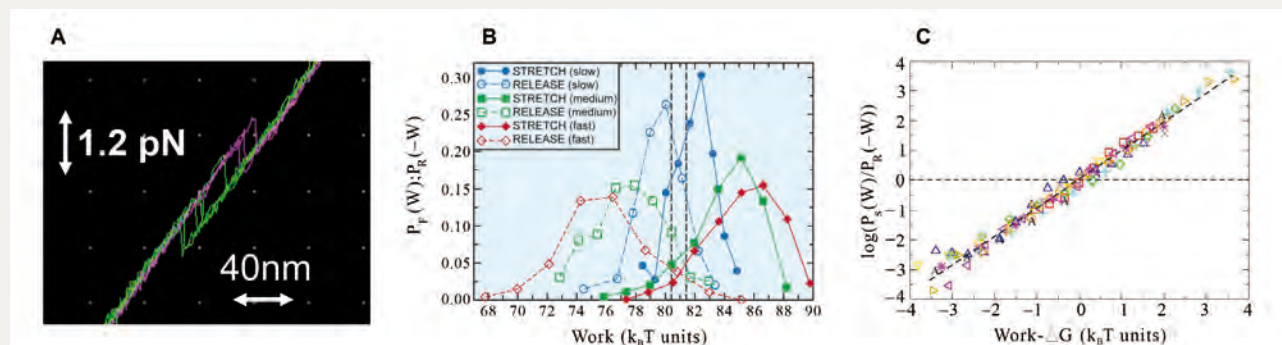 A
1.2 pN
40nm
B
P_F (W):P_R(−W)
0.30
0.25
0.20
0.15
0.10
0.05
0.00
STRETCH (slow)
RELEASE (slow)
STRETCH (medium)
RELEASE (medium)
STRETCH (fast)
RELEASE (fast)
68 70 72 74 76 78 80 82 84 86 88 90
Work (k_BT units)
C
log(P_s(W)/P_R(−W))
4
3
2
1
0
−1
−2
−3
−4
−4 −3 −2 −1 0 1 2 3 4
Work-△G (k_BT units)